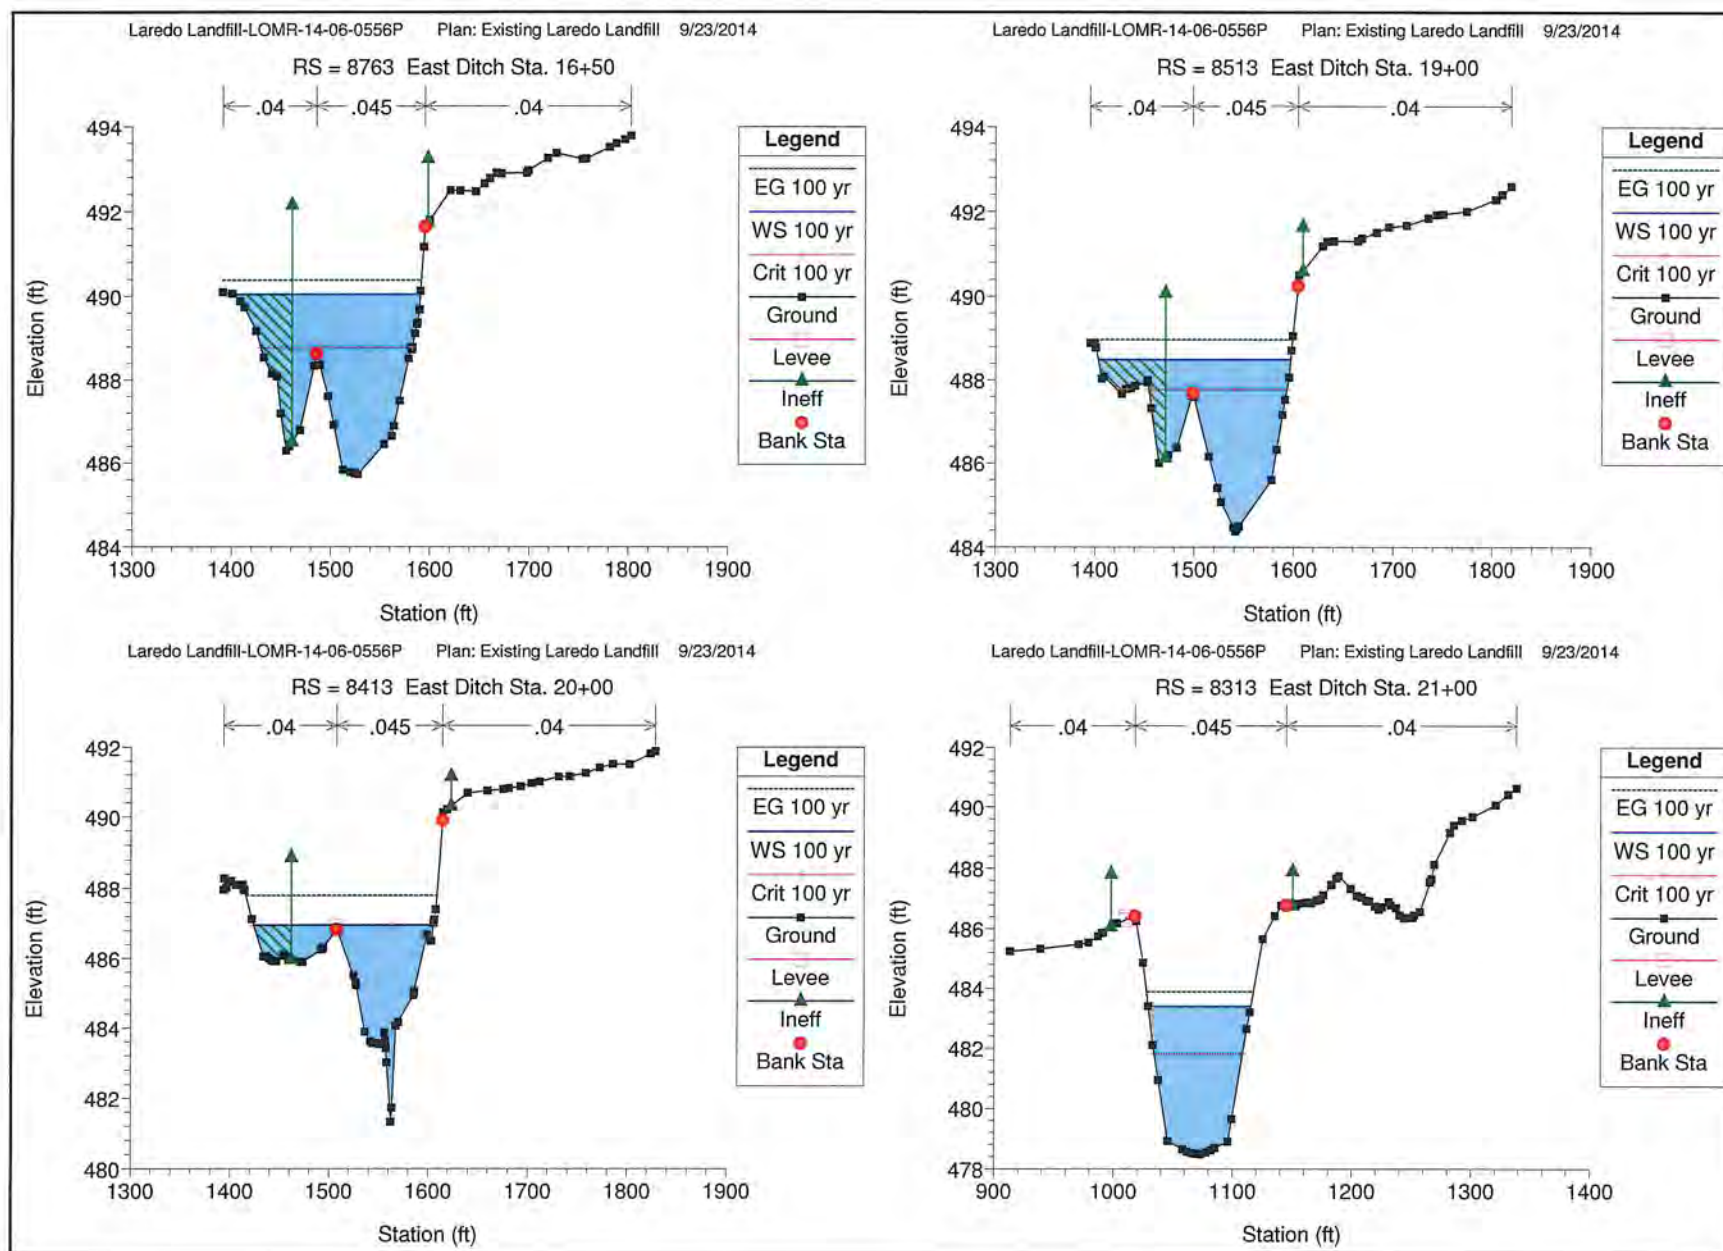 Laredo Landfill-LOMR-14-06-0556P Plan: Existing Laredo Landfill 9/23/2014
RS = 8763 East Ditch Sta. 16+50
.04 .045 .04
494
492
490
488
486
484
Elevation (ft)
1300 1400 1500 1600 1700 1800 1900
Station (ft)
Legend
EG 100 yr
WS 100 yr
Crit 100 yr
Ground
Levee
Ineff
Bank Sta
Laredo Landfill-LOMR-14-06-0556P Plan: Existing Laredo Landfill 9/23/2014
RS = 8513 East Ditch Sta. 19+00
.04 .045 .04
494
492
490
488
486
484
Elevation (ft)
1300 1400 1500 1600 1700 1800 1900
Station (ft)
Legend
EG 100 yr
WS 100 yr
Crit 100 yr
Ground
Levee
Ineff
Bank Sta
Laredo Landfill-LOMR-14-06-0556P Plan: Existing Laredo Landfill 9/23/2014
RS = 8413 East Ditch Sta. 20+00
.04 .045 .04
492
490
488
486
484
482
480
Elevation (ft)
1300 1400 1500 1600 1700 1800 1900
Station (ft)
Legend
EG 100 yr
WS 100 yr
Crit 100 yr
Ground
Levee
Ineff
Bank Sta
Laredo Landfill-LOMR-14-06-0556P Plan: Existing Laredo Landfill 9/23/2014
RS = 8313 East Ditch Sta. 21+00
.04 .045 .04
492
490
488
486
484
482
480
478
Elevation (ft)
900 1000 1100 1200 1300 1400
Station (ft)
Legend
EG 100 yr
WS 100 yr
Crit 100 yr
Ground
Levee
Ineff
Bank Sta